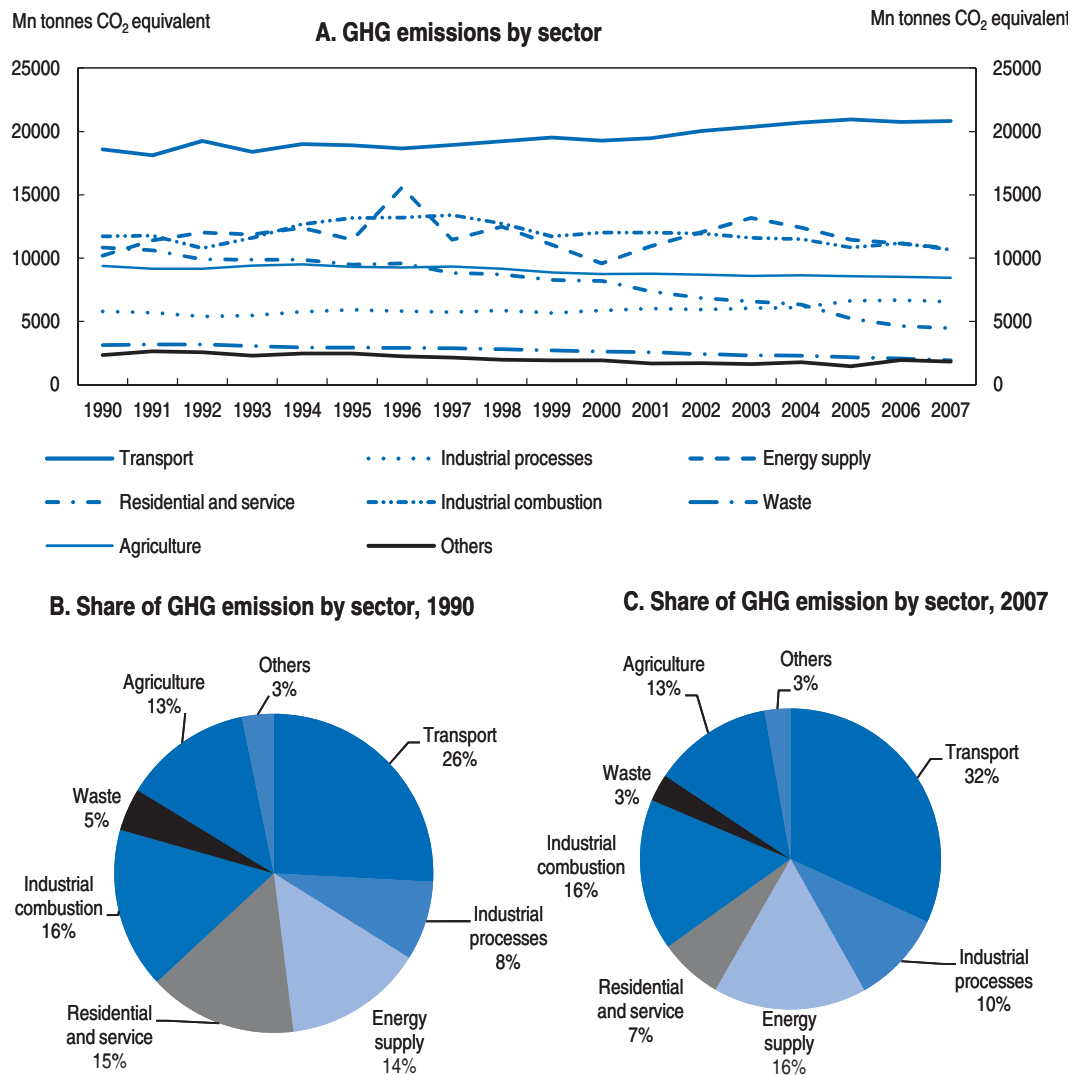 Mn tonnes CO2 equivalent
A. GHG emissions by sector
Mn tonnes CO2 equivalent
25000
20000
15000
10000
5000
0
25000
20000
15000
10000
5000
0
1990 1991 1992 1993 1994 1995 1996 1997 1998 1999 2000 2001 2002 2003 2004 2005 2006 2007
Transport
Industrial processes
Energy supply
Residential and service
Industrial combustion
Waste
Agriculture
Others
B. Share of GHG emission by sector, 1990
Others
3%
Agriculture
13%
Transport
26%
Waste
5%
Industrial
combustion
16%
Industrial
processes
8%
Residential
and service
15%
Energy
supply
14%
C. Share of GHG emission by sector, 2007
Others
3%
Agriculture
13%
Transport
32%
Waste
3%
Industrial
combustion
16%
Industrial
processes
10%
Residential
and service
7%
Energy
supply
16%